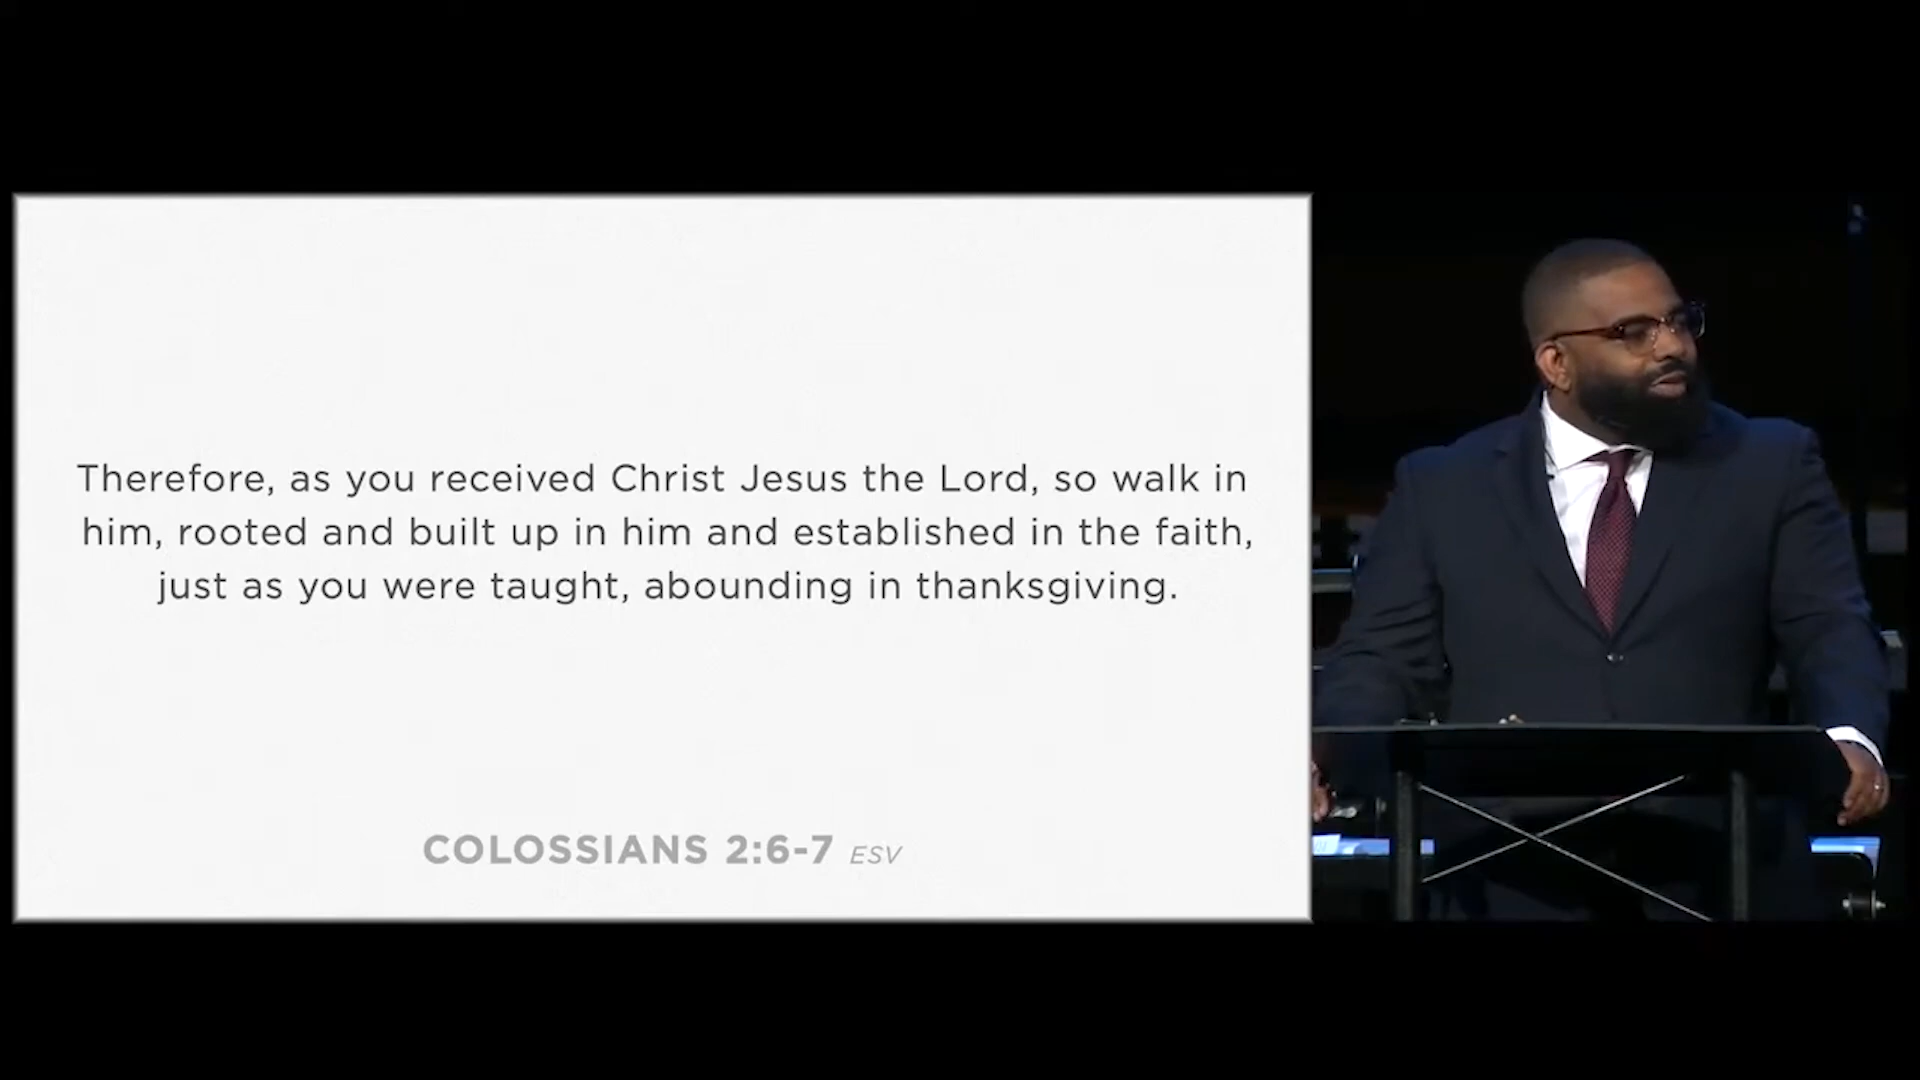 Therefore, as you received Christ Jesus the Lord, so walk in
him, rooted and built up in him and established in the faith,
just as you were taught, abounding in thanksgiving.
COLOSSIANS 2:6-7 ESV